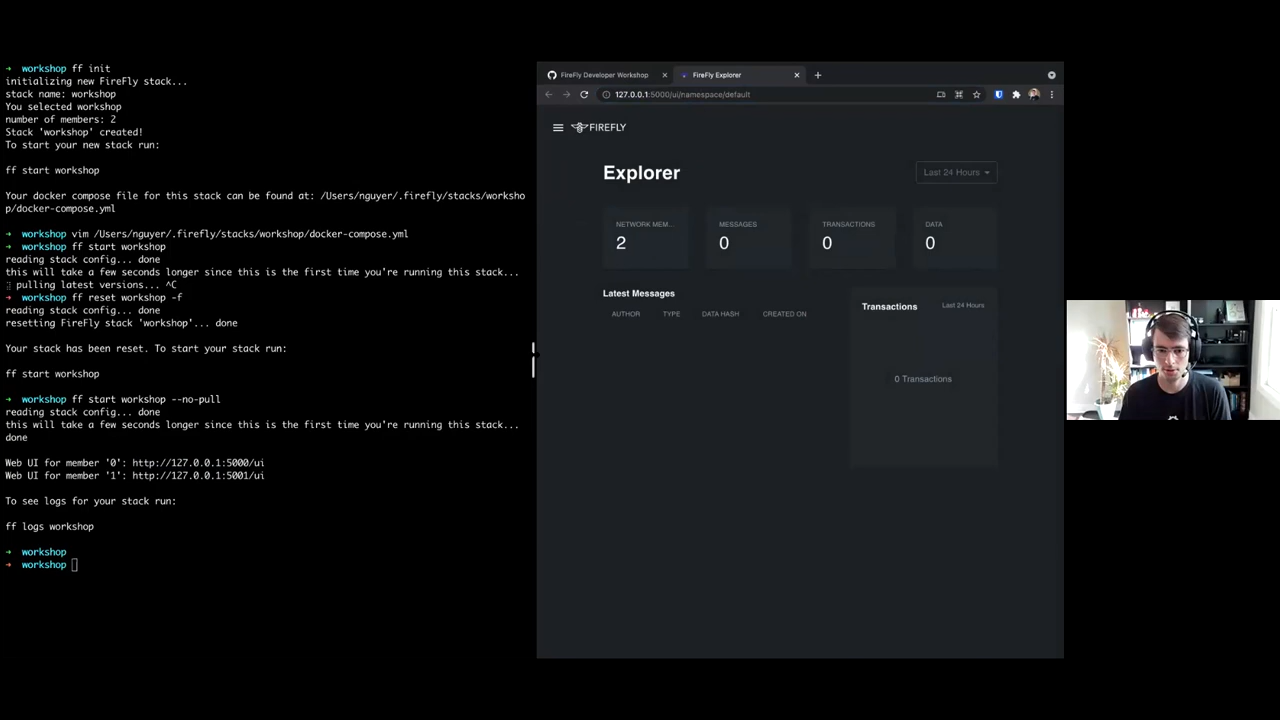 ➜ workshop ff init
initializing new FireFly stack...
stack name: workshop
You selected workshop
number of members: 2
Stack 'workshop' created!
To start your new stack run:
ff start workshop
Your docker compose file for this stack can be found at: /Users/nguyer/.firefly/stacks/worksho
p/docker-compose.yml
➜ workshop vim /Users/nguyer/.firefly/stacks/workshop/docker-compose.yml
➜ workshop ff start workshop
reading stack config... done
this will take a few seconds longer since this is the first time you're running this stack...
⣽ pulling latest versions... ^C
➜ workshop ff reset workshop -f
reading stack config... done
resetting FireFly stack 'workshop'... done
Your stack has been reset. To start your stack run:
ff start workshop
➜ workshop ff start workshop --no-pull
reading stack config... done
this will take a few seconds longer since this is the first time you're running this stack...
done
Web UI for member '0': http://127.0.0.1:5000/ui
Web UI for member '1': http://127.0.0.1:5001/ui
To see logs for your stack run:
ff logs workshop
➜ workshop
➜ workshop
FireFly Developer Workshop
FireFly Explorer
127.0.0.1:5000/ui/namespace/default
FIREFLY
Explorer
Last 24 Hours
NETWORK MEM... MESSAGES TRANSACTIONS DATA
2 0 0 0
Latest Messages
AUTHOR TYPE DATA HASH CREATED ON
Transactions Last 24 Hours
0 Transactions